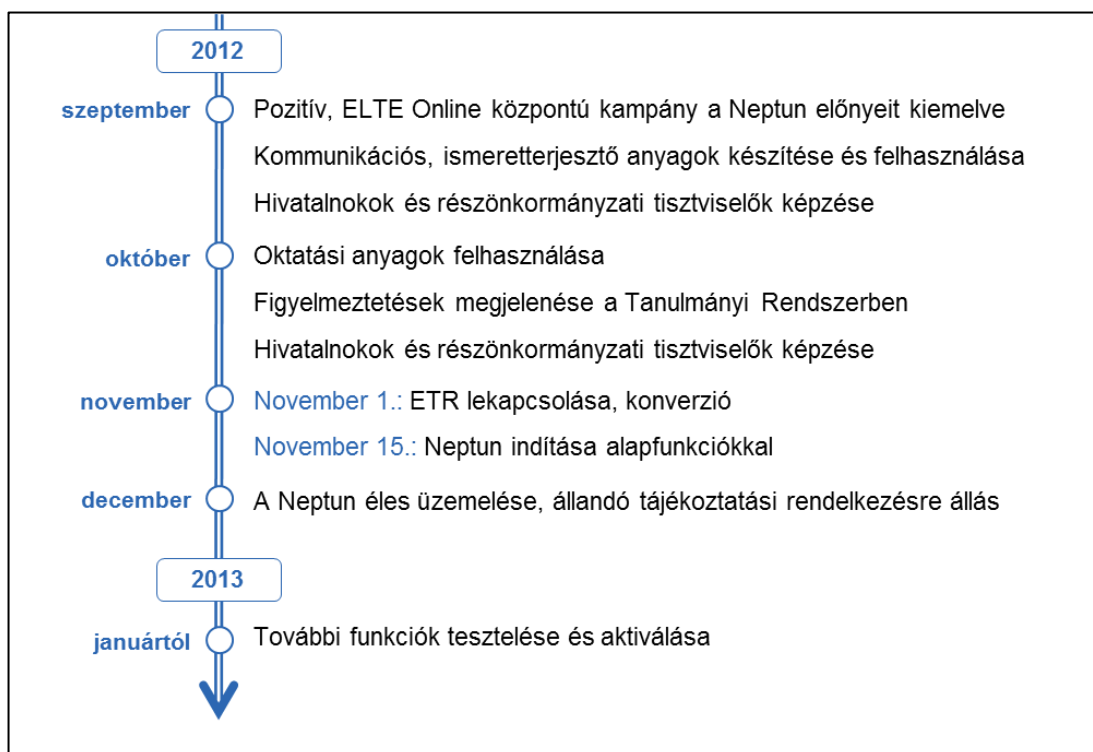 2012
szeptember
Pozitív, ELTE Online központú kampány a Neptun előnyeit kiemelve
Kommunikációs, ismeretterjesztő anyagok készítése és felhasználása
Hivatalnokok és részönkormányzati tisztviselők képzése
október
Oktatási anyagok felhasználása
Figyelmeztetések megjelenése a Tanulmányi Rendszerben
Hivatalnokok és részönkormányzati tisztviselők képzése
november
November 1.: ETR lekapcsolása, konverzió
November 15.: Neptun indítása alapfunkciókkal
december
A Neptun éles üzemelése, állandó tájékoztatási rendelkezésre állás
2013
januártól
További funkciók tesztelése és aktiválása